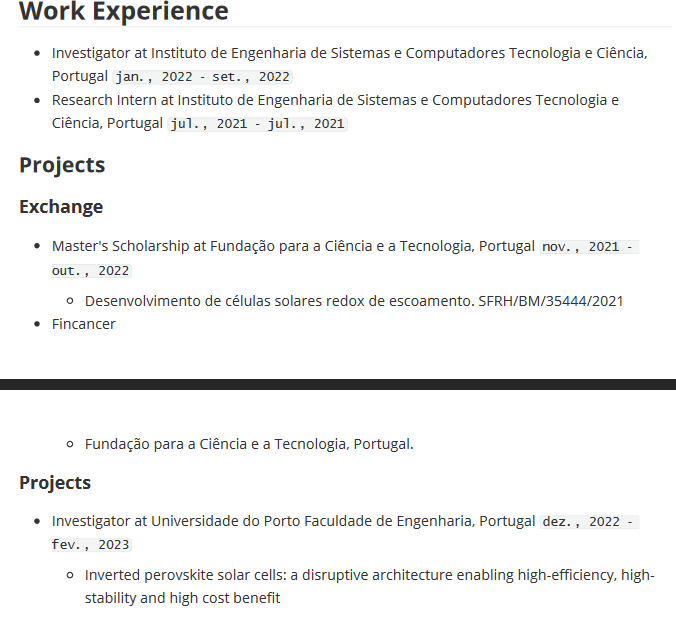 Work Experience
Investigator at Instituto de Engenharia de Sistemas e Computadores Tecnologia e Ciência,
Portugal jan., 2022 - set., 2022
Research Intern at Instituto de Engenharia de Sistemas e Computadores Tecnologia e
Ciência, Portugal jul., 2021 - jul., 2021
Projects
Exchange
Master's Scholarship at Fundação para a Ciência e a Tecnologia, Portugal nov., 2021 -
out., 2022
Desenvolvimento de células solares redox de escoamento. SFRH/BM/35444/2021
Fincancer
Fundação para a Ciência e a Tecnologia, Portugal.
Projects
Investigator at Universidade do Porto Faculdade de Engenharia, Portugal dez., 2022 -
fev., 2023
Inverted perovskite solar cells: a disruptive architecture enabling high-efficiency, high-
stability and high cost benefit